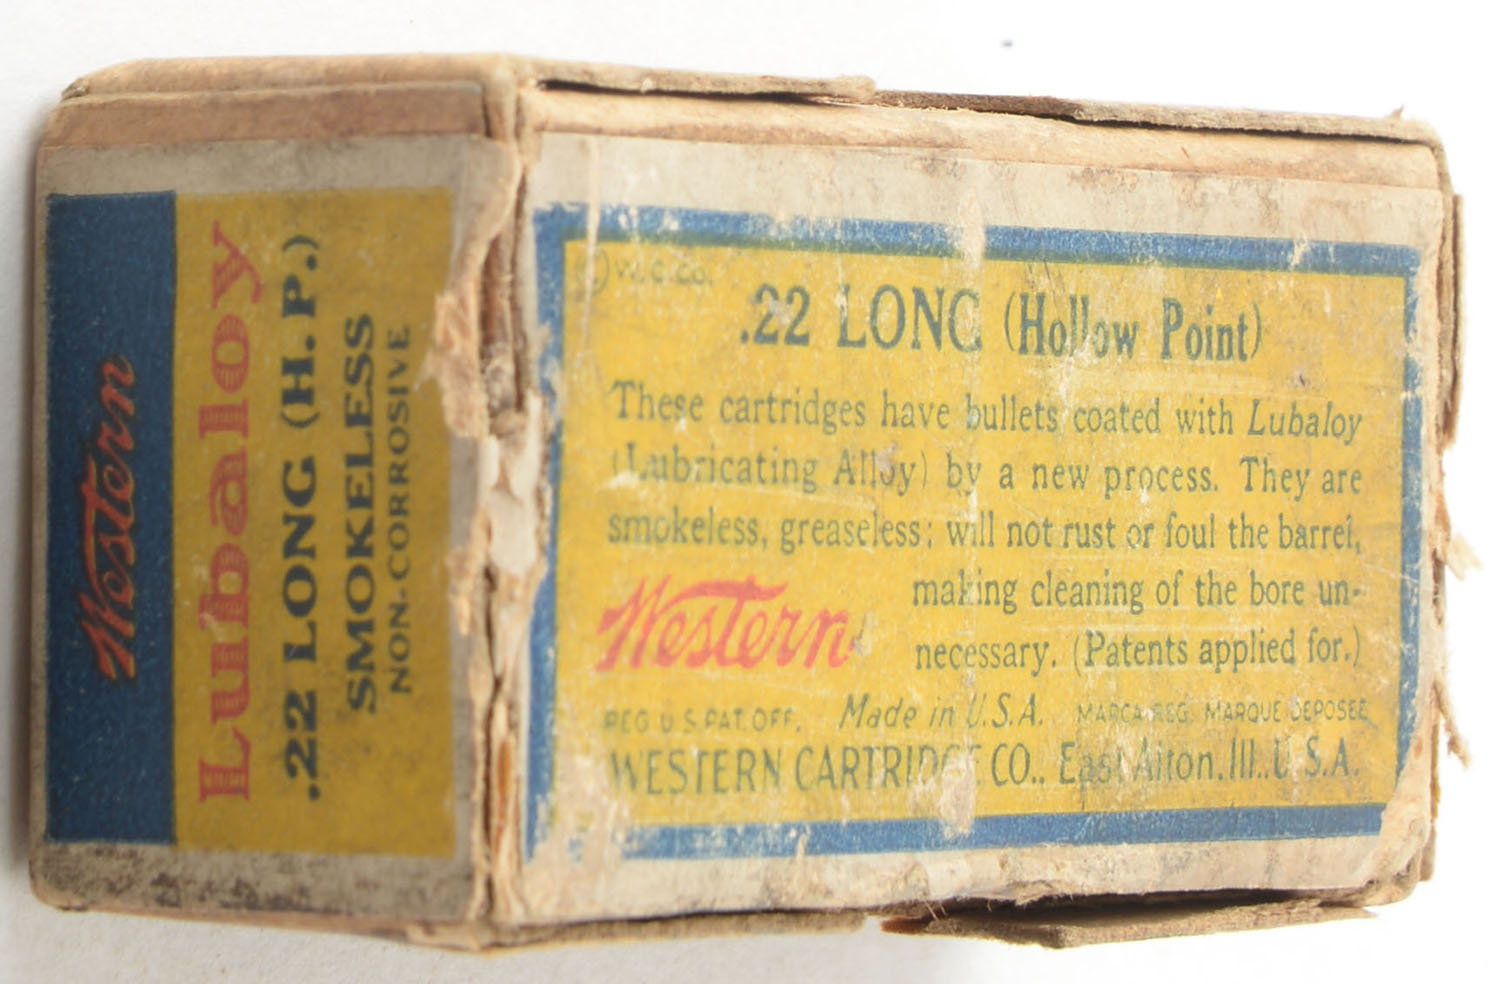 Western
Lubaloy
.22 LONG (H.P.)
SMOKELESS
NON-CORROSIVE
© W.C.Co.
.22 LONG (Hollow Point)
These cartridges have bullets coated with Lubaloy
(Lubricating Alloy) by a new process. They are
smokeless, greaseless; will not rust or foul the barrel,
making cleaning of the bore un-
necessary. (Patents applied for.)
Western
REG. U.S. PAT. OFF. Made in U.S.A. MARCA REG. MARQUE DEPOSEE
WESTERN CARTRIDGE CO., East Alton, Ill., U.S.A.